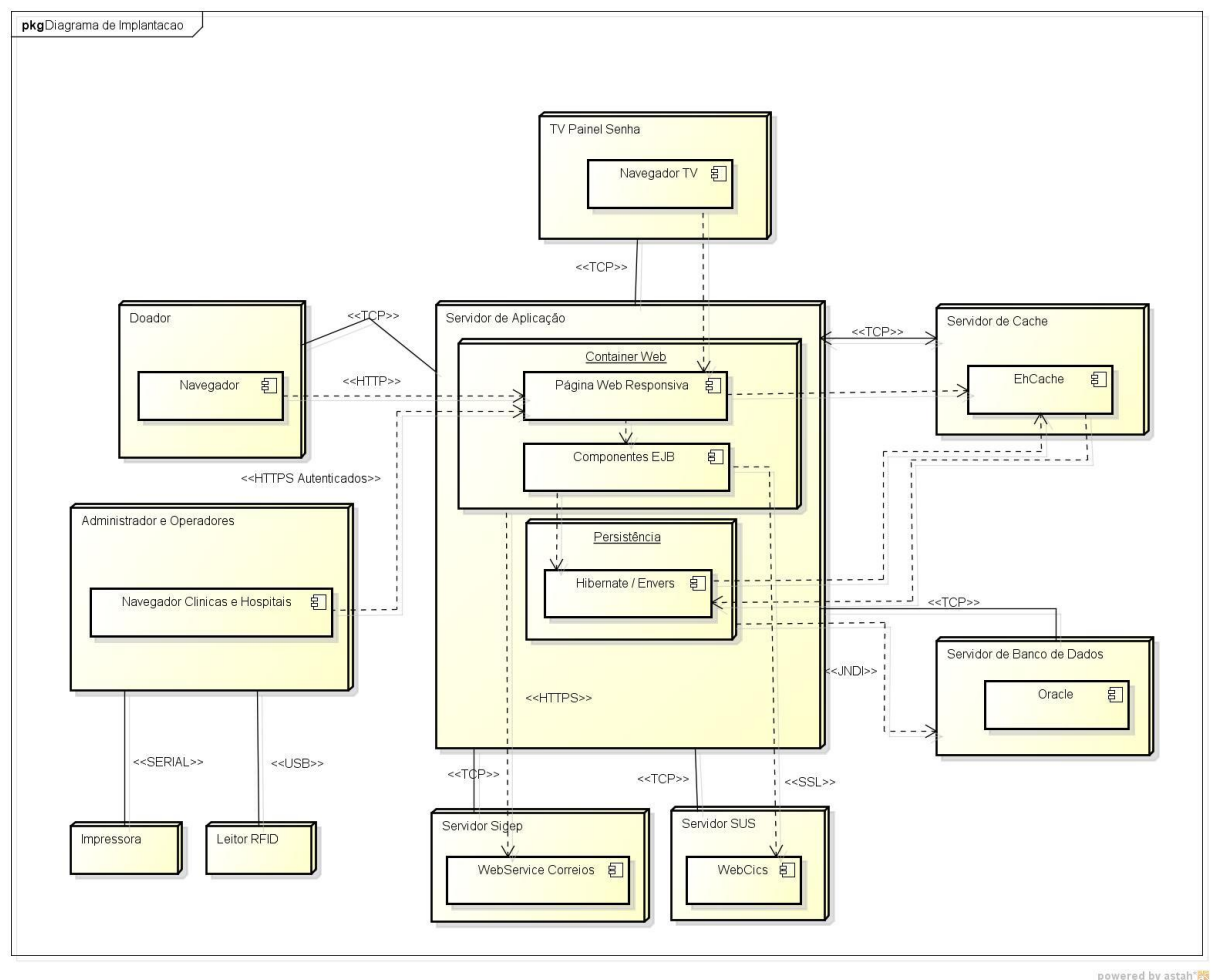 pkg Diagrama de Implantacao
TV Painel Senha
Navegador TV
<<TCP>>
Doador
<<TCP>>
Navegador
<<HTTP>>
Servidor de Aplicação
Container Web
Página Web Responsiva
Componentes EJB
<<TCP>>
Servidor de Cache
EhCache
<<HTTPS Autenticados>>
Administrador e Operadores
Navegador Clinicas e Hospitais
Persistência
Hibernate / Envers
<<TCP>>
Servidor de Banco de Dados
Oracle
<<JNDI>>
<<HTTPS>>
<<SERIAL>>
<<USB>>
<<TCP>>
<<TCP>>
<<SSL>>
Impressora
Leitor RFID
Servidor Sigep
WebService Correios
Servidor SUS
WebCics
powered by astah*